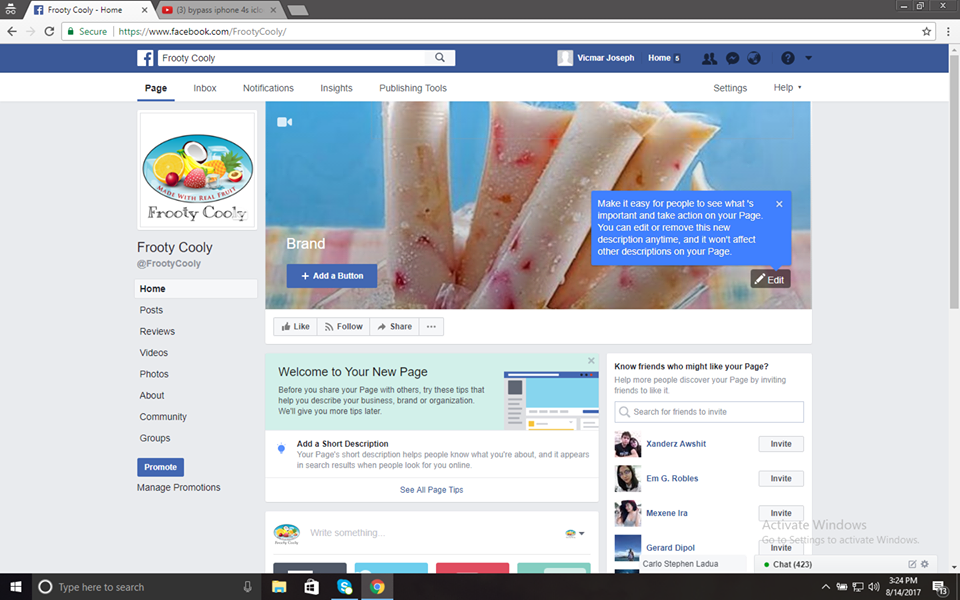 Frooty Cooly - Home
(3) bypass iphone 4s iclo
Secure
https://www.facebook.com/FrootyCooly/
Frooty Cooly
Vicmar Joseph
Home 5
Page
Inbox
Notifications
Insights
Publishing Tools
Settings
Help
MADE WITH REAL FRUIT
Frooty Cooly
Frooty Cooly
@FrootyCooly
Home
Posts
Reviews
Videos
Photos
About
Community
Groups
Promote
Manage Promotions
Brand
+ Add a Button
Make it easy for people to see what 's
important and take action on your Page.
You can edit or remove this new
description anytime, and it won't affect
other descriptions on your Page.
Edit
Like
Follow
Share
Welcome to Your New Page
Before you share your Page with others, try these tips that
help you describe your business, brand or organization.
We'll give you more tips later.
Add a Short Description
Your Page's short description helps people know what you're about, and it appears
in search results when people look for you online.
See All Page Tips
Frooty Cooly
Write something...
Know friends who might like your Page?
Help more people discover your Page by inviting
friends to like it.
Search for friends to invite
Xanderz Awshit
Invite
Em G. Robles
Invite
Mexene Ira
Invite
Gerard Dipol
Invite
Carlo Stephen Ladua
Activate Windows
Go to Settings to activate Windows.
Chat (423)
Type here to search
3:24 PM
8/14/2017
13